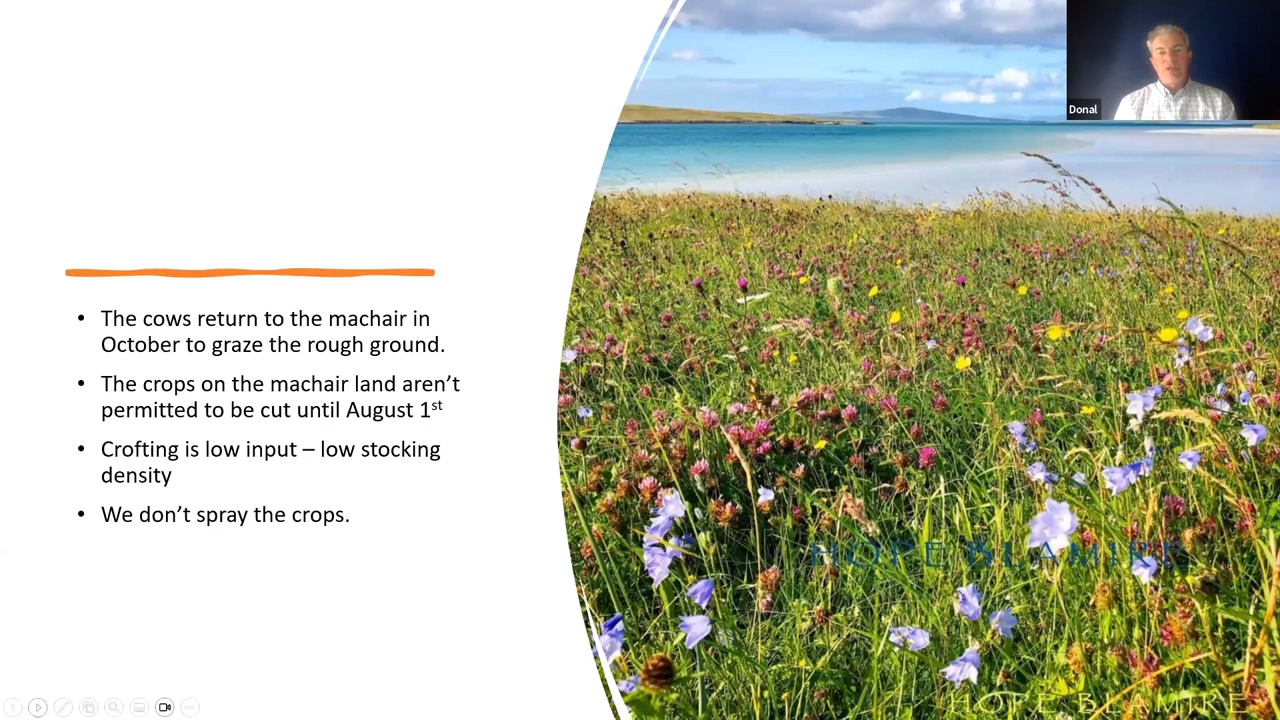 Donal
The cows return to the machair in
October to graze the rough ground.
The crops on the machair land aren’t
permitted to be cut until August 1st
Crofting is low input – low stocking
density
We don’t spray the crops.
HOPE BLAMIRE
HOPE BLAMIRE